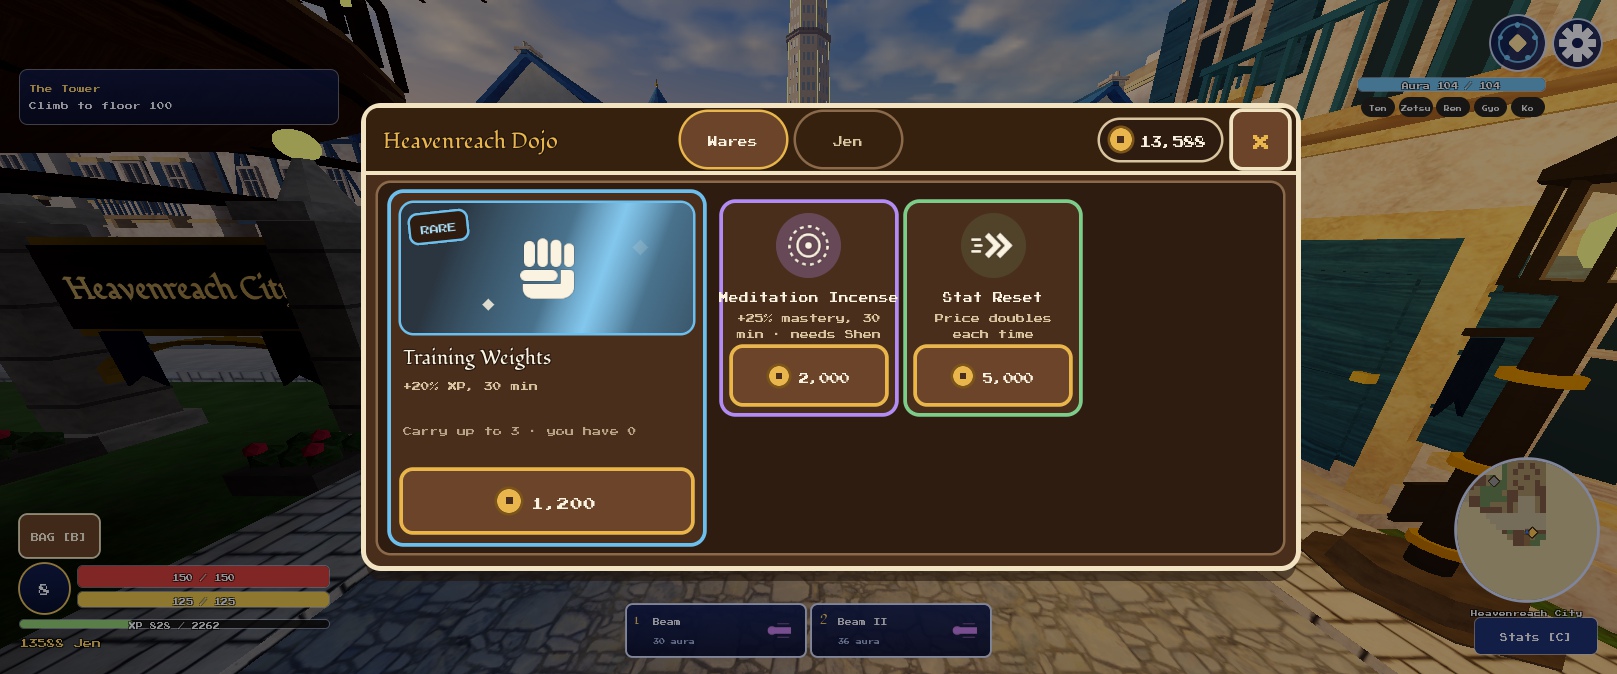 The Tower
Climb to floor 100
Heavenreach Dojo
Wares
Jen
13,588
Aura 104 / 104
Ten
Zetsu
Ren
Gyo
Ko
RARE
Training Weights
+20% XP, 30 min
Carry up to 3 · you have 0
1,200
Meditation Incense
+25% mastery, 30
min · needs Shen
2,000
Stat Reset
Price doubles
each time
5,000
Heavenreach City
BAG [B]
8
150 / 150
125 / 125
XP 828 / 2262
13588 Jen
1
Beam
30 aura
2
Beam II
36 aura
Heavenreach City
Stats [C]